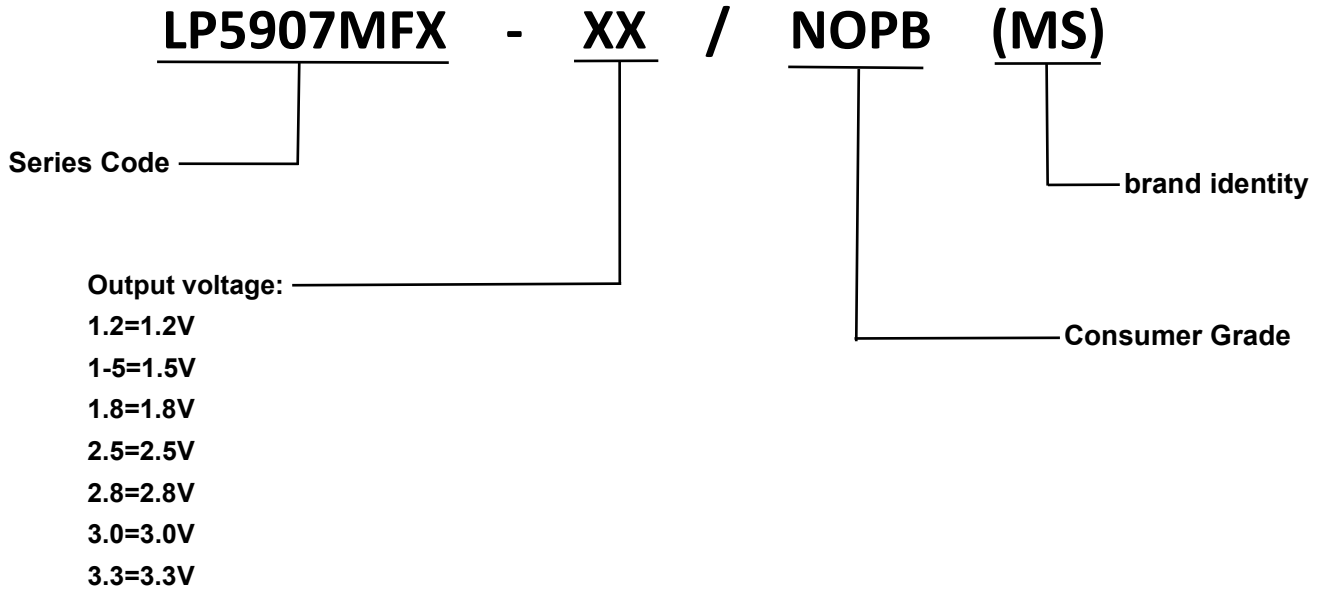 LP5907MFX - XX / NOPB (MS)
Series Code
brand identity
Output voltage:
1.2=1.2V
1-5=1.5V
1.8=1.8V
2.5=2.5V
2.8=2.8V
3.0=3.0V
3.3=3.3V
Consumer Grade